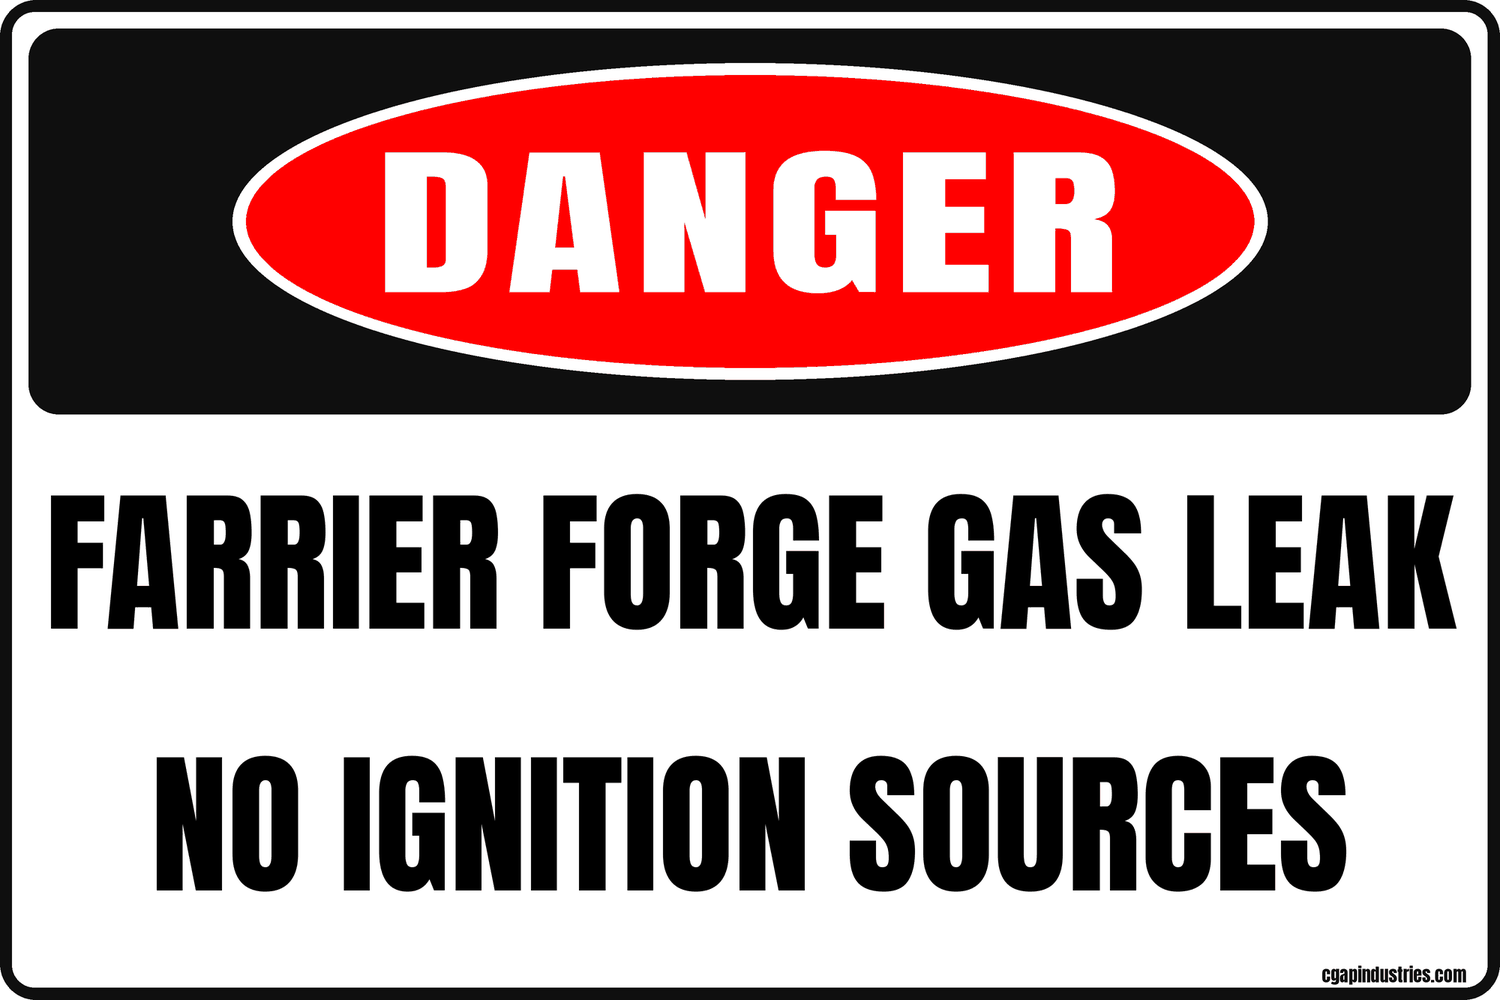 DANGER
FARRIER FORGE GAS LEAK
NO IGNITION SOURCES
cgapindustries.com